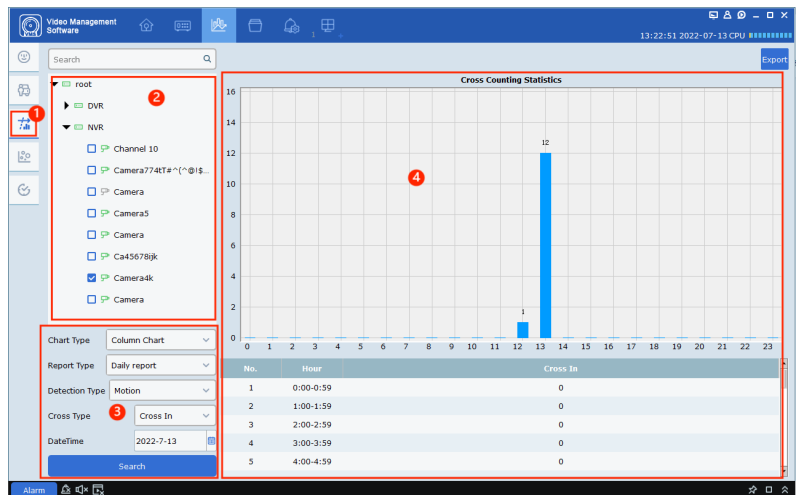 Video Management
Software
1
13:22:51 2022-07-13 CPU
Search
Export
1
2
root
DVR
NVR
Channel 10
Camera774tT#^(^@!$...
Camera
Camera5
Camera
Ca45678ijk
Camera4k
Camera
Cross Counting Statistics
4
16
14
12
10
8
6
4
2
0
12
1
0 1 2 3 4 5 6 7 8 9 10 11 12 13 14 15 16 17 18 19 20 21 22 23
3
Chart Type Column Chart
Report Type Daily report
Detection Type Motion
Cross Type Cross In
DateTime 2022-7-13
Search
No. Hour Cross In
1 0:00-0:59 0
2 1:00-1:59 0
3 2:00-2:59 0
4 3:00-3:59 0
5 4:00-4:59 0
Alarm